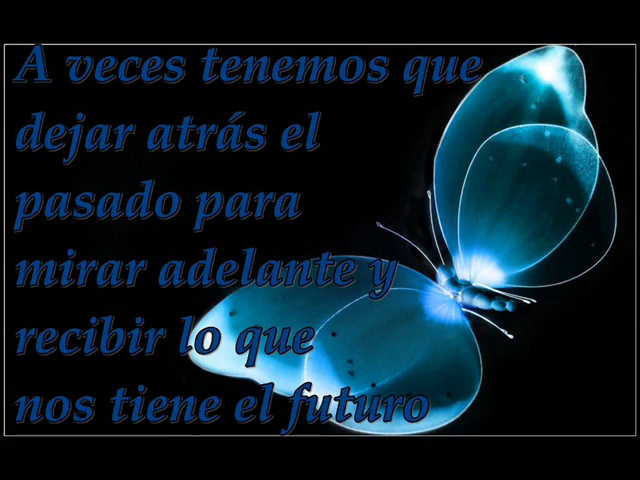 A veces tenemos que
dejar atrás el
pasado para
mirar adelante y
recibir lo que
nos tiene el futuro